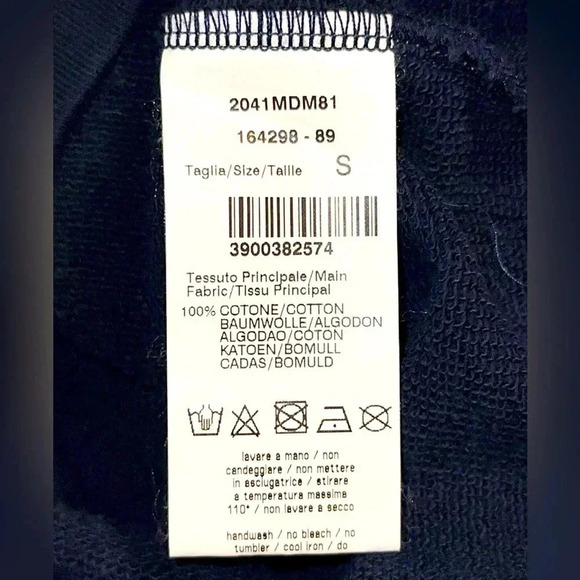 2041MDM81
164298 - 89
Taglia/Size/Taille S
3900382574
Tessuto Principale/Main
Fabric/Tissu Principal
100% COTONE/COTTON
BAUMWOLLE/ALGODON
ALGODAO/COTON
KATOEN/BOMULL
CADAS/BOMULD
lavare a mano / non
candeggiare / non mettere
in asciugatrice / stirare
a temperatura massima
110° / non lavare a secco
handwash / no bleach / no
tumbler / cool iron / do